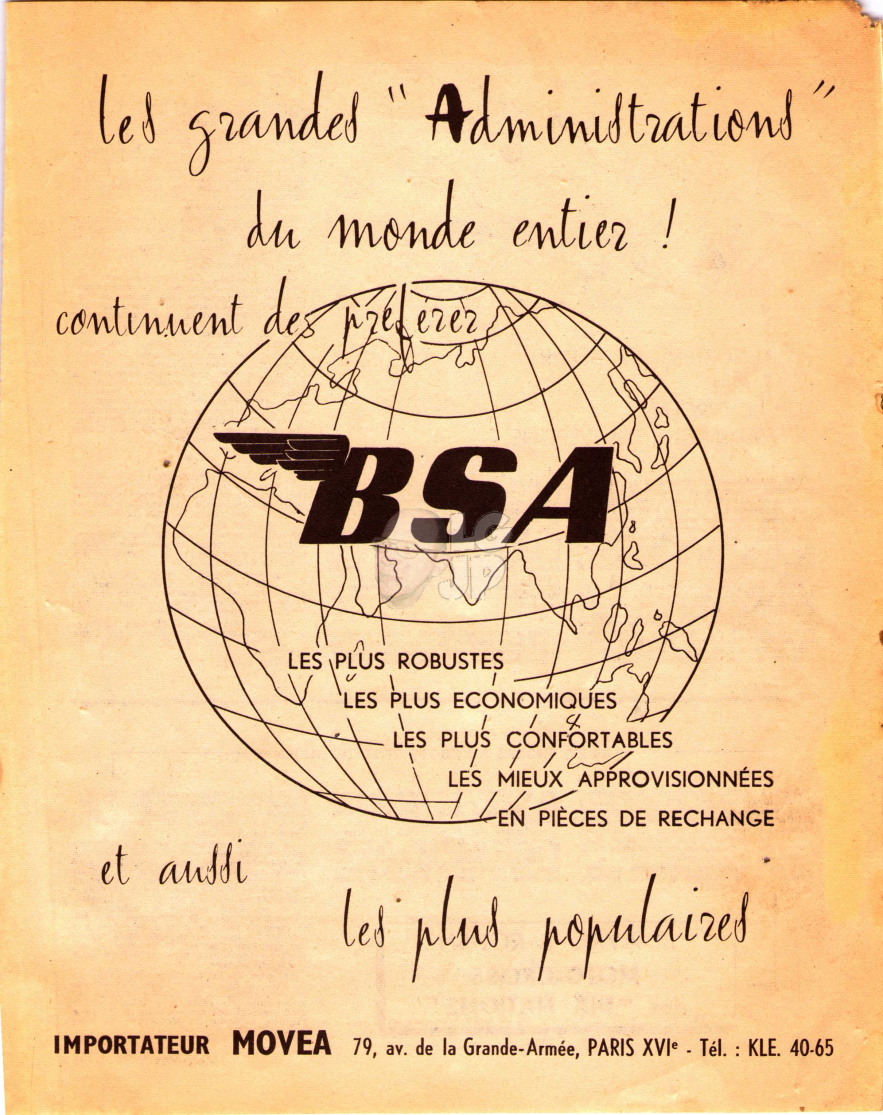 les grandes "Administrations"
du monde entier !
continuent de préférer
BSA
LES PLUS ROBUSTES
LES PLUS ECONOMIQUES
&
LES PLUS CONFORTABLES
LES MIEUX APPROVISIONNÉES
EN PIÈCES DE RECHANGE
et aussi
les plus populaires
IMPORTATEUR MOVEA 79, av. de la Grande-Armée, PARIS XVIe - Tél. : KLE. 40-65